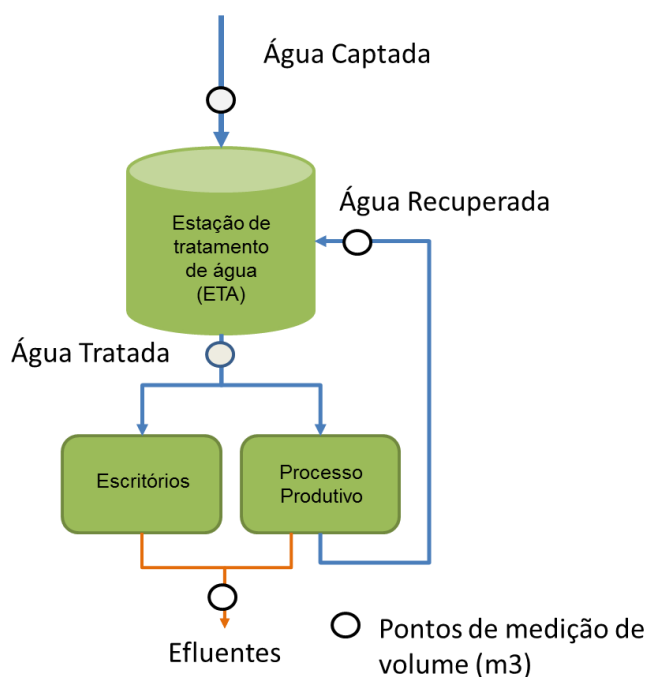 Água Captada
Estação de
tratamento
de água
(ETA)
Água Recuperada
Água Tratada
Escritórios
Processo
Produtivo
Efluentes
Pontos de medição de
volume (m3)